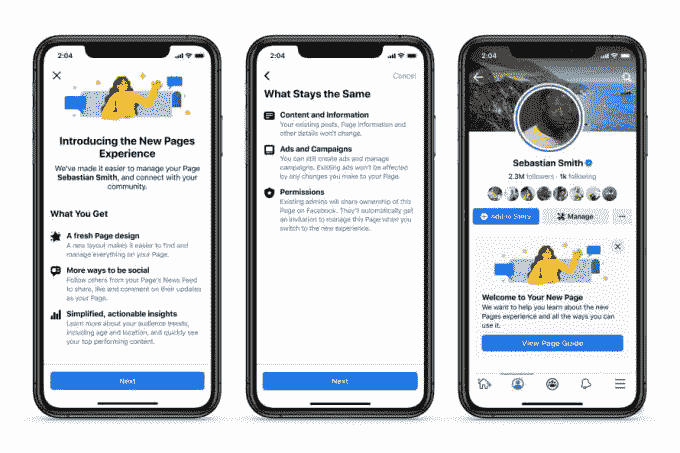 2:04
Introducing the New Pages
Experience
We've made it easier to manage your Page
Sebastian Smith, and connect with your
community.
What You Get
A fresh Page design
A new layout makes it easier to find and
manage everything on your Page.
More ways to be social
Follow others from your Page's News Feed
to share, like and comment on their updates
as your Page.
Simplified, actionable insights
Learn more about your audience trends,
including age and location, and quickly see
your top performing content.
Next
2:04
Cancel
What Stays the Same
Content and Information
Your existing posts, Page information and
other details won't change.
Ads and Campaigns
You can still create ads and manage
campaigns. Existing ads won't be affected
by any changes you make to your Page.
Permissions
Existing admins will share ownership of this
Page on Facebook. They'll automatically get
an invitation to manage this Page when you
switch to the new experience.
Next
2:04
Sebastian Smith
2.3M followers · 1k following
Add to Story
Manage
Welcome to Your New Page
We want to help you learn about the new
Pages experience and all the ways you can
use it.
View Page Guide